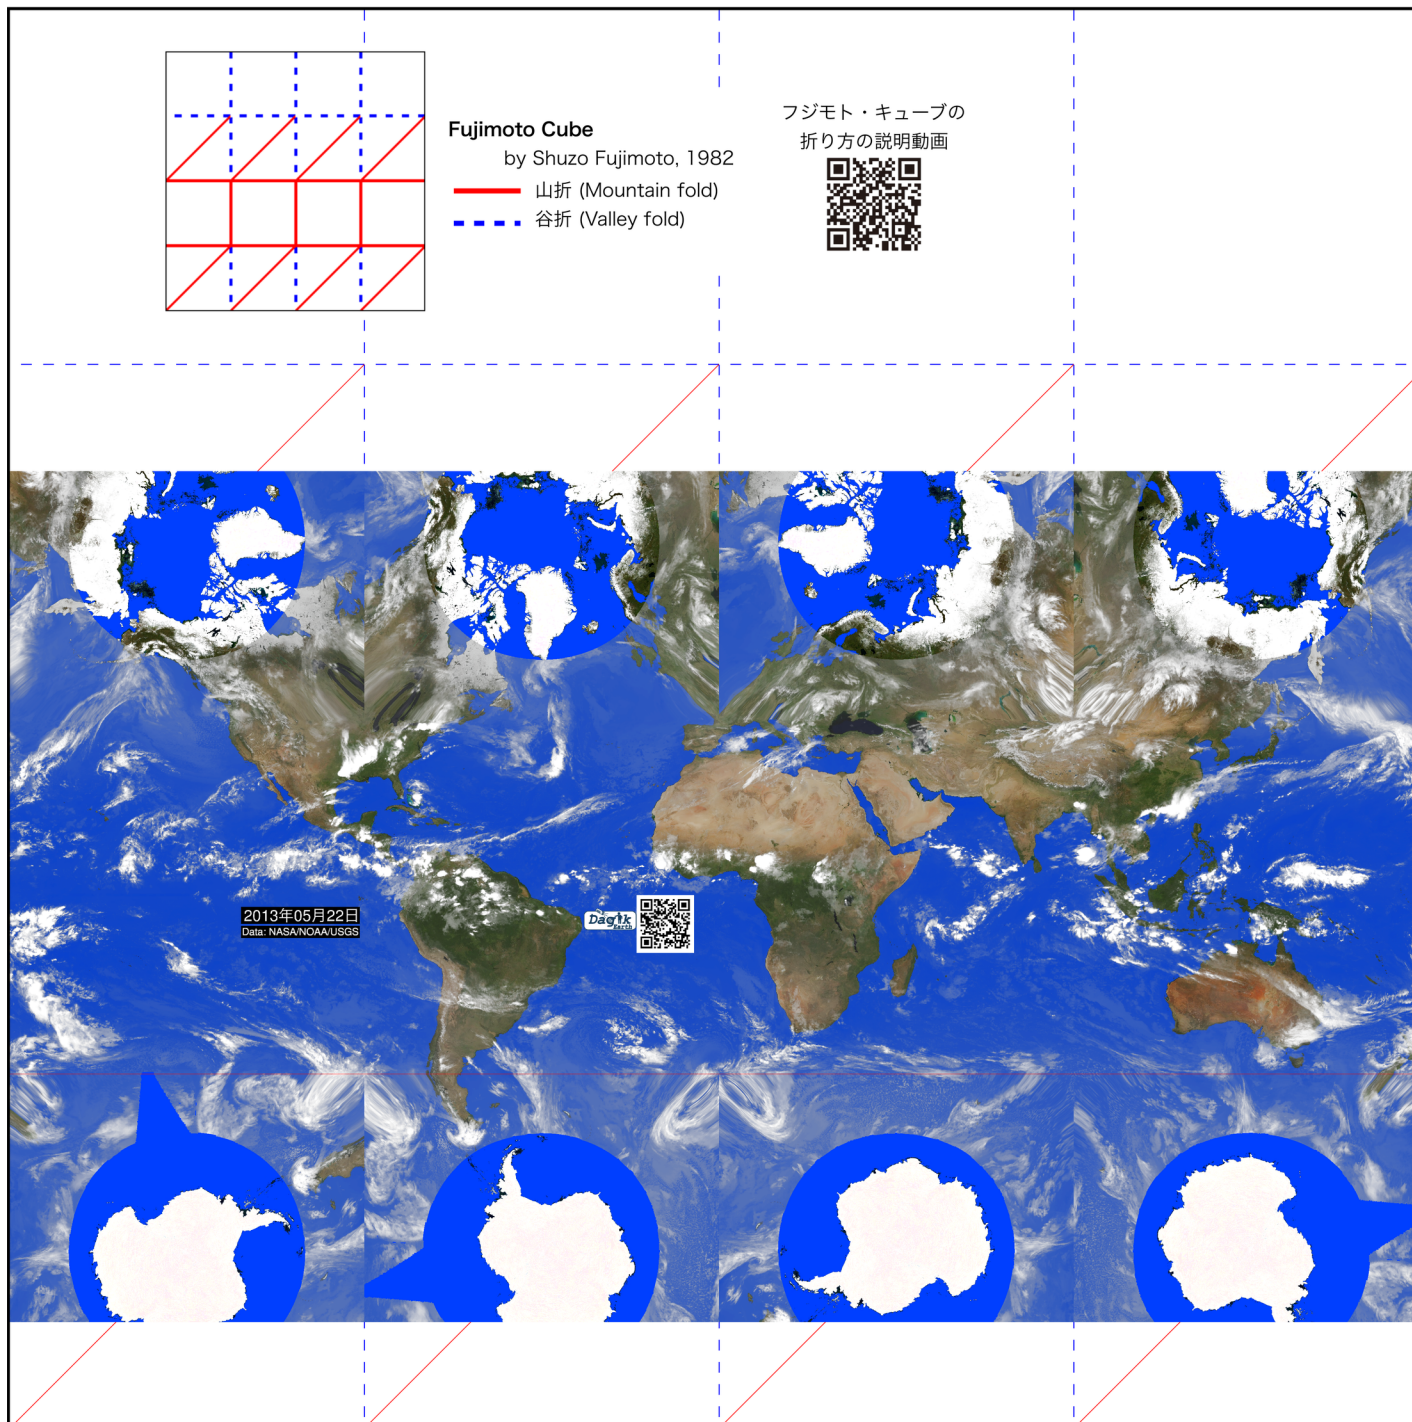 Fujimoto Cube
by Shuzo Fujimoto, 1982
山折 (Mountain fold)
谷折 (Valley fold)
フジモト・キューブの
折り方の説明動画
2013年05月22日
Data: NASA/NOAA/USGS
Dagik
Earth